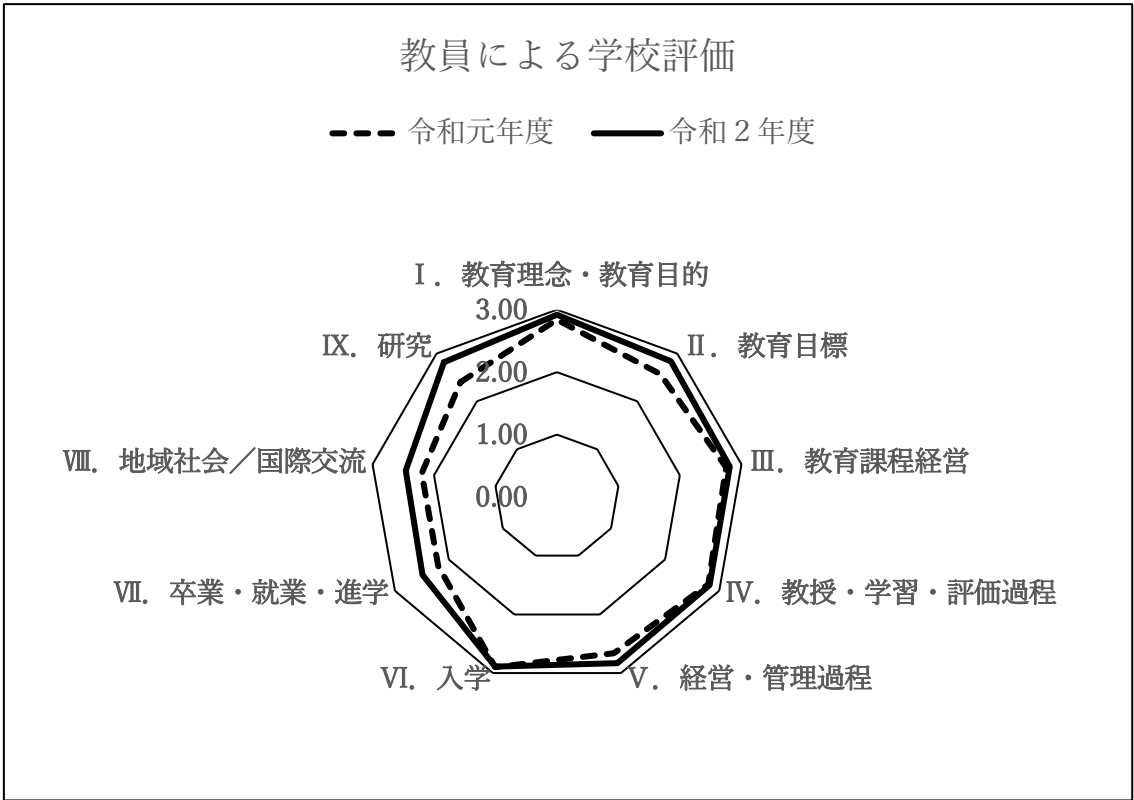 教員による学校評価
令和元年度 令和２年度
Ⅰ．教育理念・教育目的
3.00
Ⅸ．研究
Ⅱ．教育目標
2.00
1.00
Ⅷ．地域社会／国際交流
Ⅲ．教育課程経営
0.00
Ⅶ．卒業・就業・進学
Ⅳ．教授・学習・評価過程
Ⅵ．入学
Ⅴ．経営・管理過程